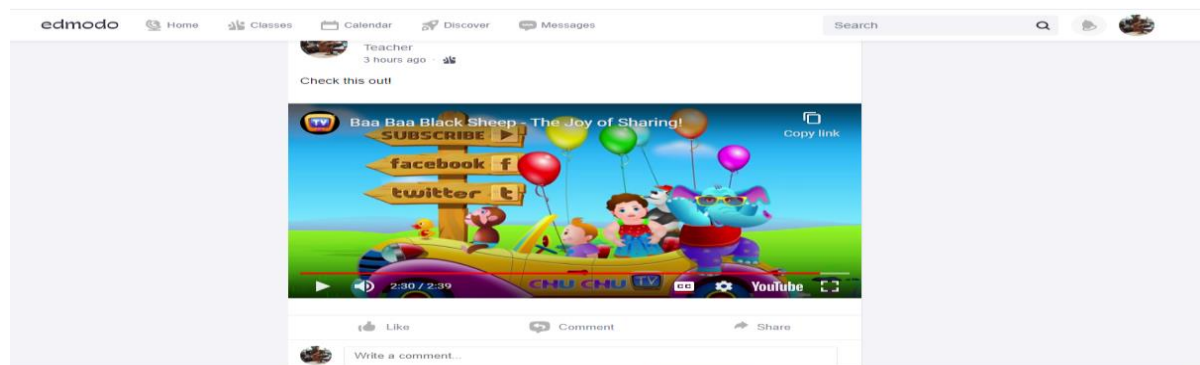 edmodo Home Classes Calendar Discover Messages Search
Teacher
3 hours ago ·
Check this out!
TV Baa Baa Black Sheep - The Joy of Sharing!
Copy link
SUBSCRIBE
facebook f
twitter t
CHU CHU TV
2:30 / 2:39 CC YouTube
Like Comment Share
Write a comment...